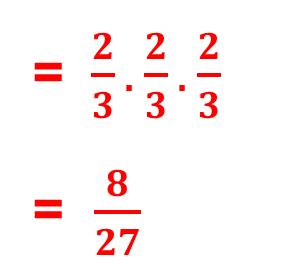 = 2/3 . 2/3 . 2/3
= 8/27